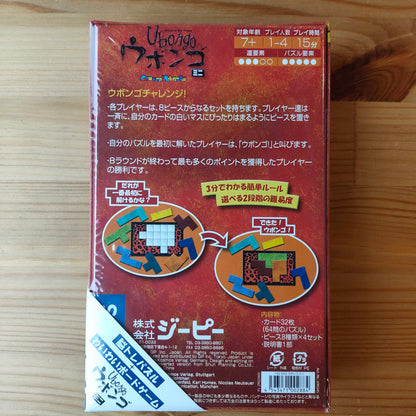 Ubongo
ウボンゴ
ミニ
対象年齢 プレイ人数 プレイ時間
7+ 1-4 15分
運要素 パズル要素
ウボンゴチャレンジ!
・各プレイヤーは、8ピースからなるセットを持ちます。プレイヤー達は
一斉に、自分のカードの白いマスにぴったりはまるようにピースを置き
ます。
・自分のパズルを最初に解いたプレイヤーは、「ウボンゴ!」と叫びます。
・8ラウンドが終わって最も多くのポイントを獲得したプレイヤー
の勝利です。
だれが
一番最初に
解けるかな?
3分でわかる簡単ルール
選べる2段階の難易度
できた!
ウボンゴ!
内容物:
・カード32枚
(64問のパズル)
・ピース8種類×4セット
・説明書1部
株式
会社
ジーピー
脳トレパズル
わいわいボードゲーム
Ubongo
ウボンゴ
ミニ